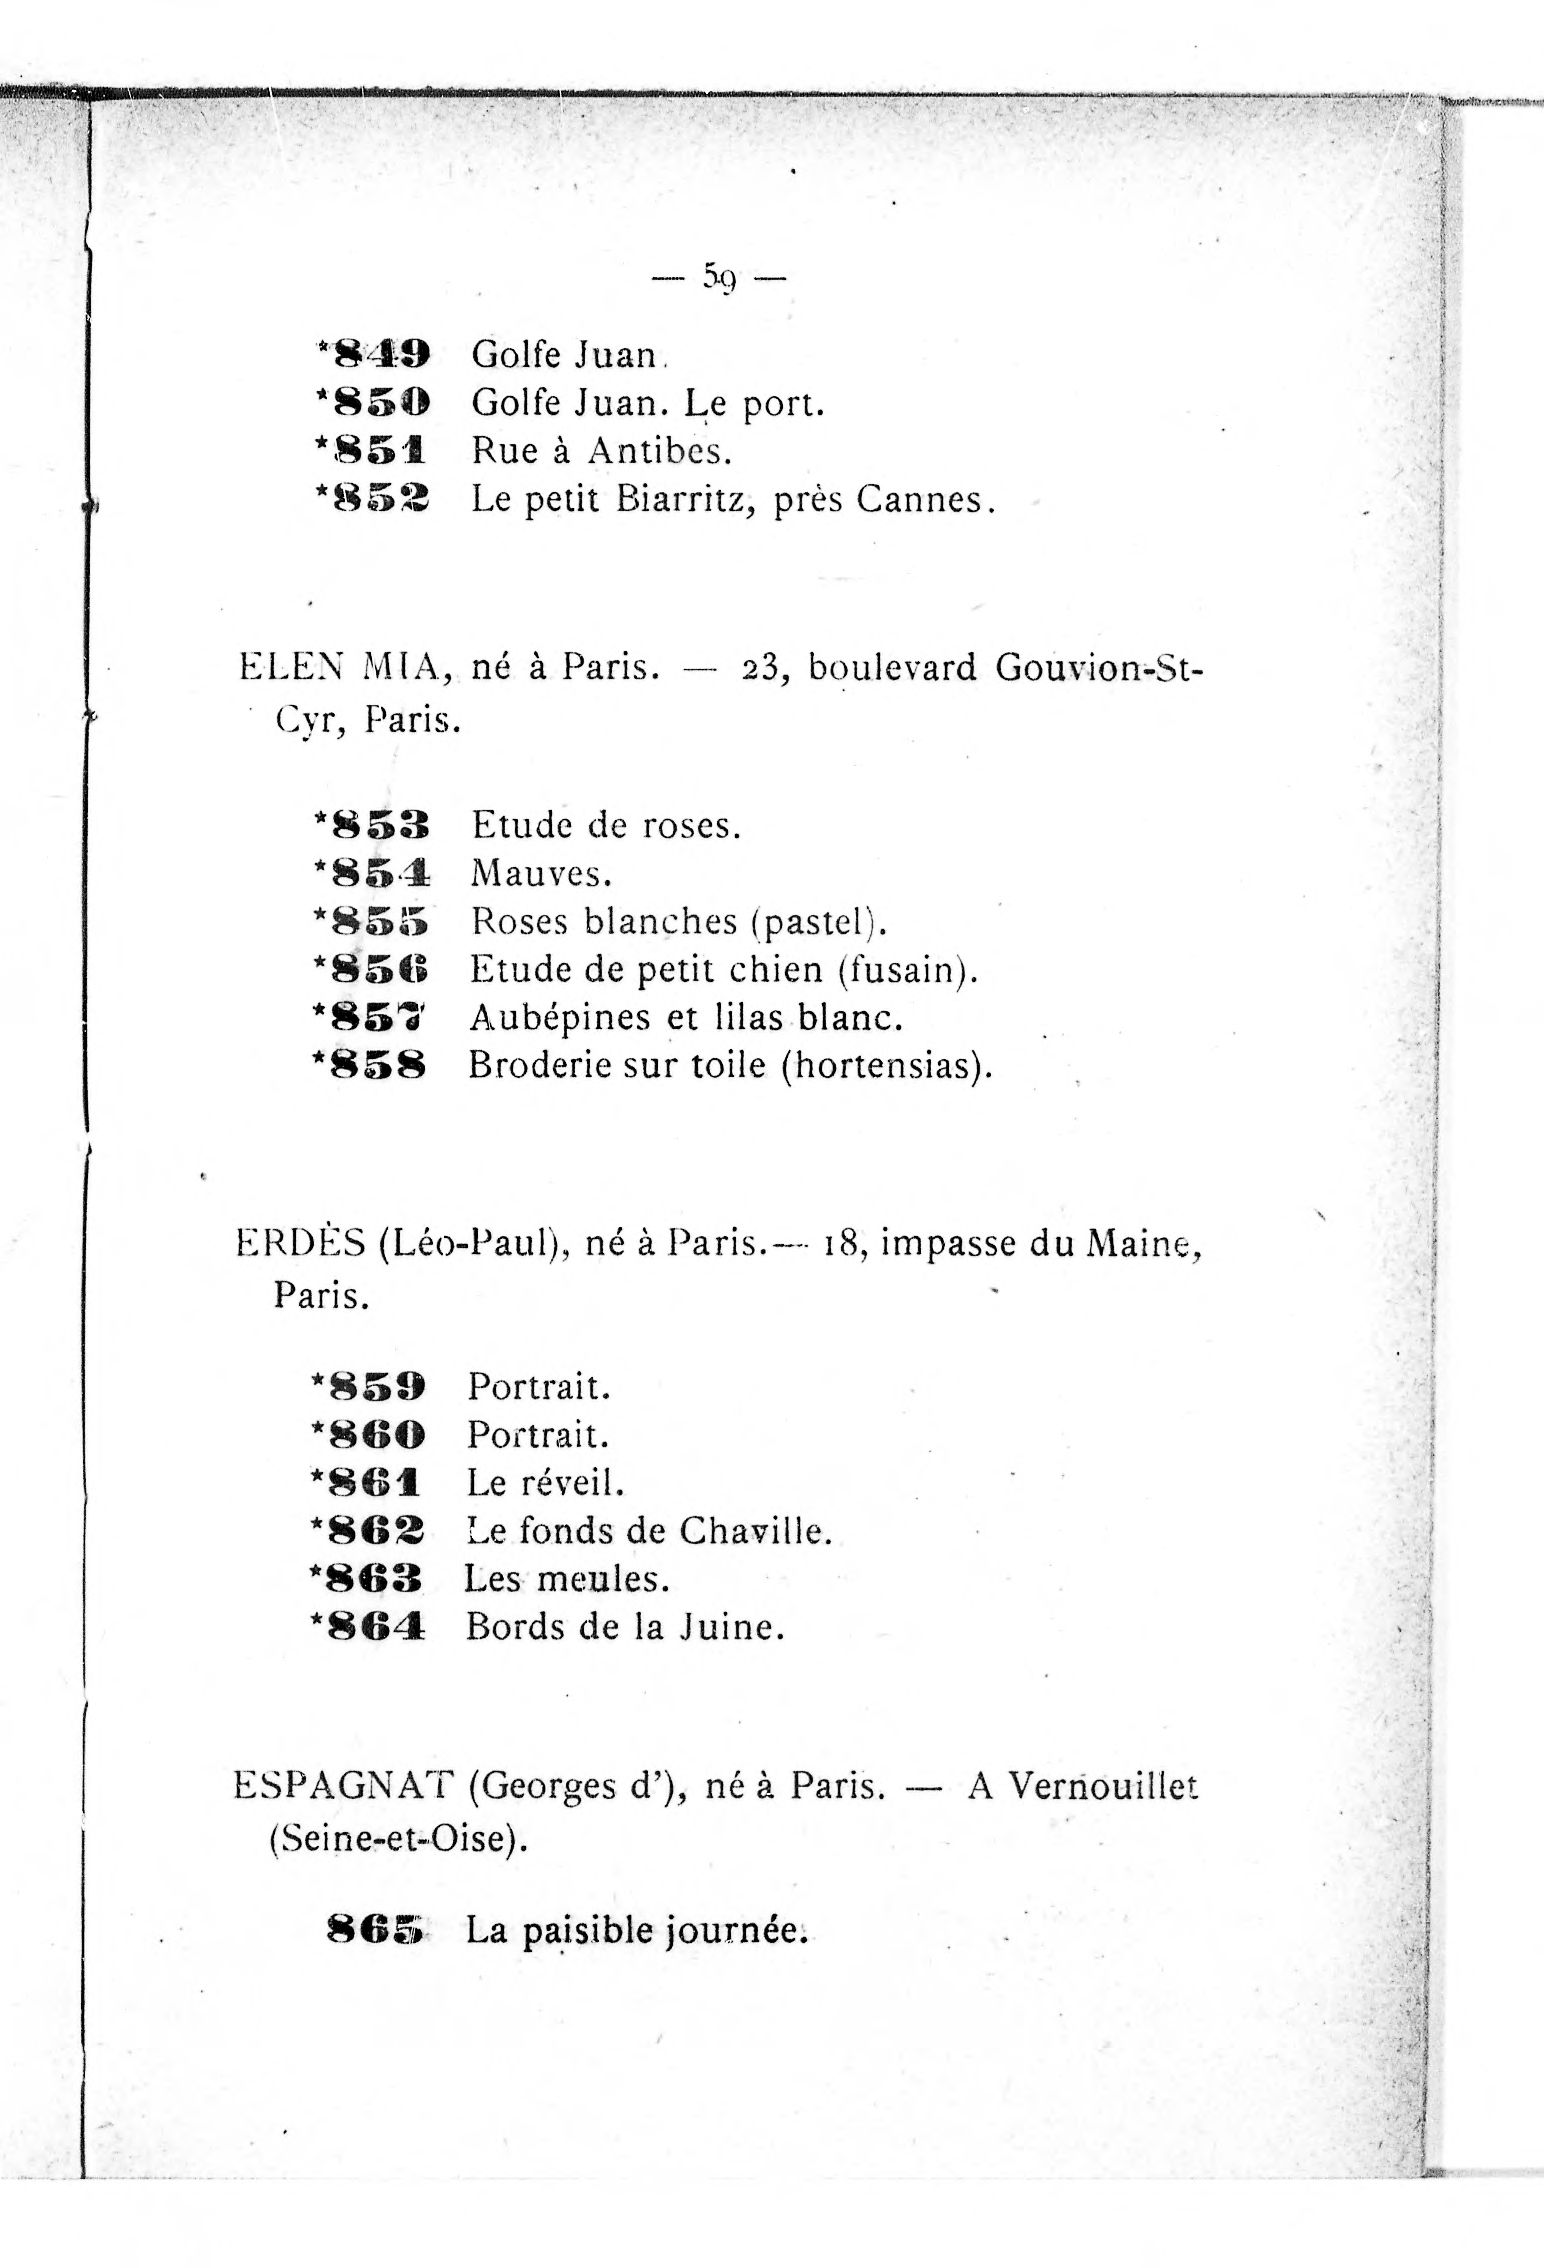 — 59 —
*849 Golfe Juan.
*850 Golfe Juan. Le port.
*851 Rue à Antibes.
*852 Le petit Biarritz, près Cannes.
ELEN MIA, né à Paris. — 23, boulevard Gouvion-St-
Cyr, Paris.
*853 Etude de roses.
*854 Mauves.
*855 Roses blanches (pastel).
*856 Etude de petit chien (fusain).
*857 Aubépines et lilas blanc.
*858 Broderie sur toile (hortensias).
ERDÈS (Léo-Paul), né à Paris. — 18, impasse du Maine,
Paris.
*859 Portrait.
*860 Portrait.
*861 Le réveil.
*862 Le fonds de Chaville.
*863 Les meules.
*864 Bords de la Juine.
ESPAGNAT (Georges d'), né à Paris. — A Vernouillet
(Seine-et-Oise).
865 La paisible journée.